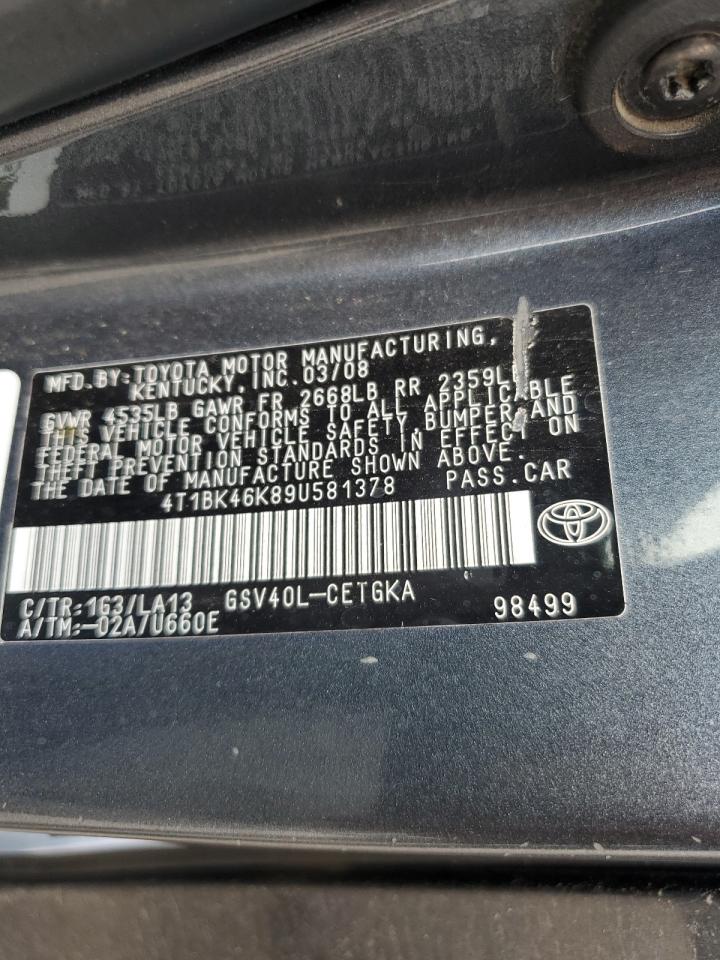 MFD. BY: TOYOTA MOTOR MANUFACTURING,
KENTUCKY, INC. 03/08
GVWR 4535LB GAWR FR 2668LB RR 2359L
THIS VEHICLE CONFORMS TO ALL APPLICABLE
FEDERAL MOTOR VEHICLE SAFETY, BUMPER, AND
THEFT PREVENTION STANDARDS IN EFFECT ON
THE DATE OF MANUFACTURE SHOWN ABOVE.
4T1BK46K89U581378 PASS. CAR
C/TR: 1G3/LA13 GSV40L-CETGKA
A/TM:-02A/U660E 98499